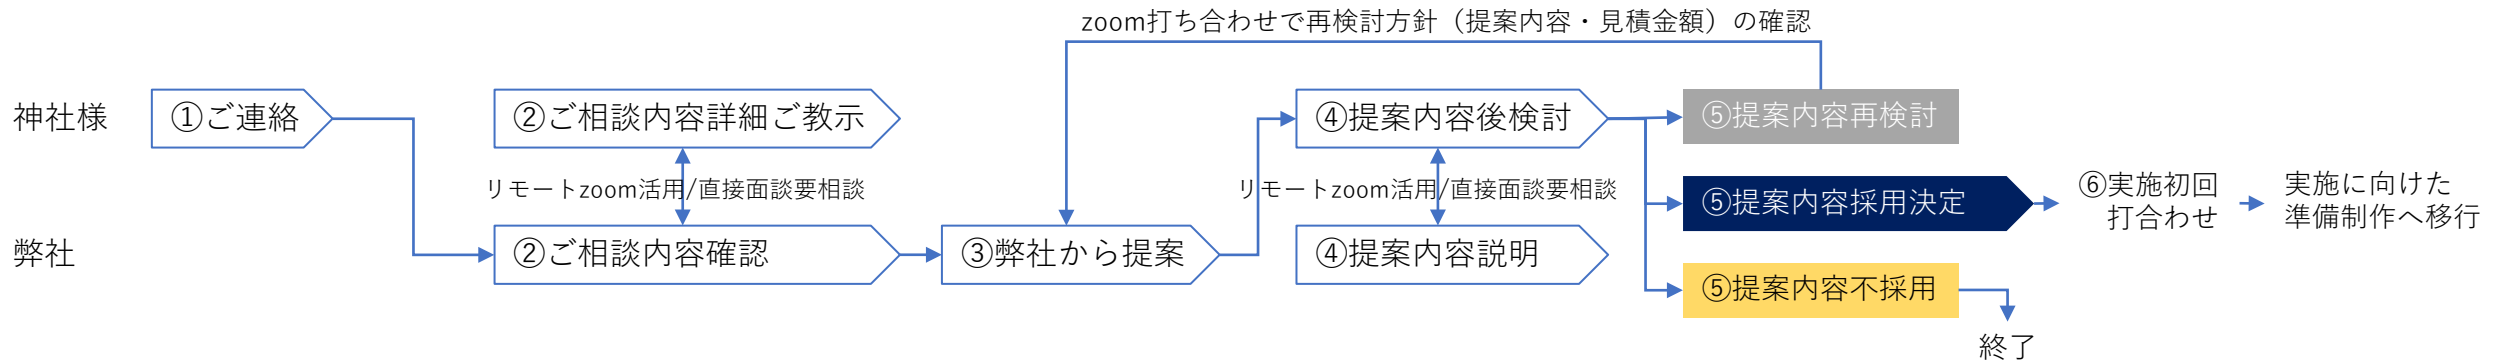 zoom打ち合わせで再検討方針（提案内容・見積金額）の確認
神社様
①ご連絡
②ご相談内容詳細ご教示
④提案内容後検討
⑤提案内容再検討
リモートzoom活用/直接面談要相談
リモートzoom活用/直接面談要相談
⑤提案内容採用決定
⑥実施初回
打合わせ
実施に向けた
準備制作へ移行
弊社
②ご相談内容確認
③弊社から提案
④提案内容説明
⑤提案内容不採用
終了